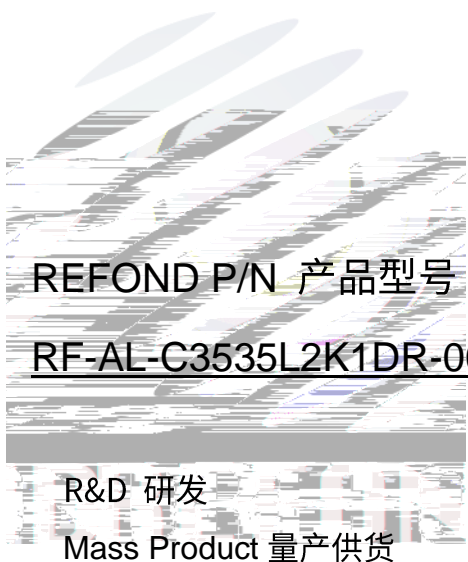 REFOND P/N 产品型号
RF-AL-C3535L2K1DR-0
R&D 研发
Mass Product 量产供货